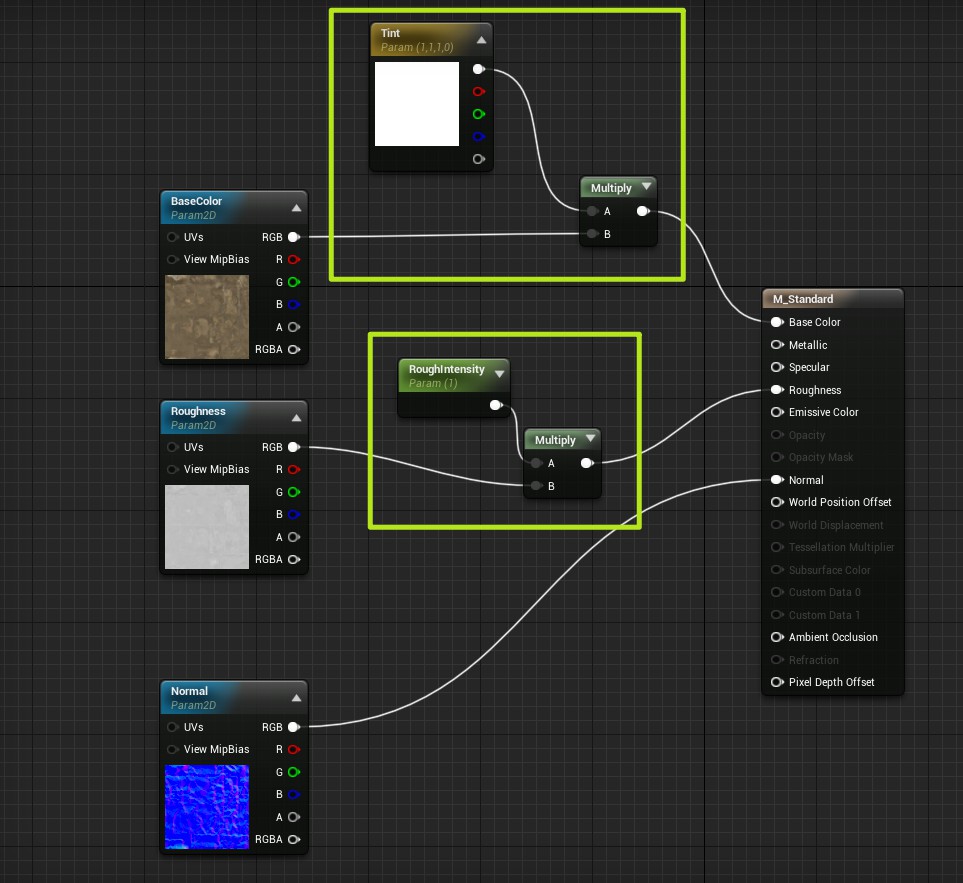 Tint
Param (1,1,1,0)
Multiply
A
B
BaseColor
Param2D
UVs RGB
View MipBias R
G
B
A
RGBA
RoughIntensity
Param (1)
Multiply
A
B
Roughness
Param2D
UVs RGB
View MipBias R
G
B
A
RGBA
Normal
Param2D
UVs RGB
View MipBias R
G
B
A
RGBA
M_Standard
Base Color
Metallic
Specular
Roughness
Emissive Color
Opacity
Opacity Mask
Normal
World Position Offset
World Displacement
Tessellation Multiplier
Subsurface Color
Custom Data 0
Custom Data 1
Ambient Occlusion
Refraction
Pixel Depth Offset